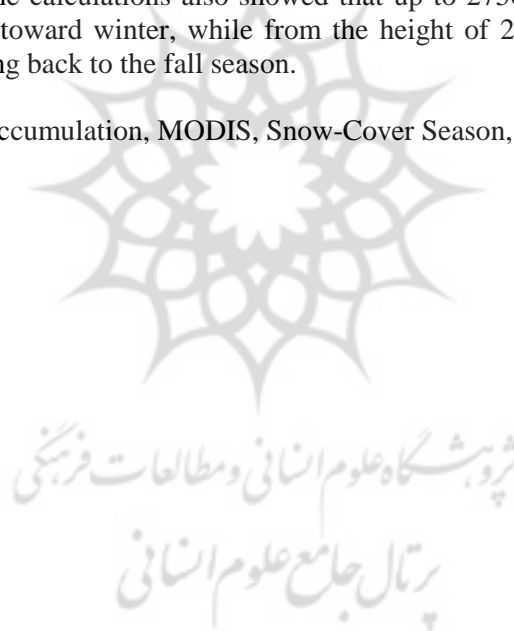 e calculations also showed that up to 275
toward winter, while from the height of 2
ng back to the fall season.
ccumulation, MODIS, Snow-Cover Season,
پژوهشگاه علوم انسانی و مطالعات فرهنگی
پرتال جامع علوم انسانی